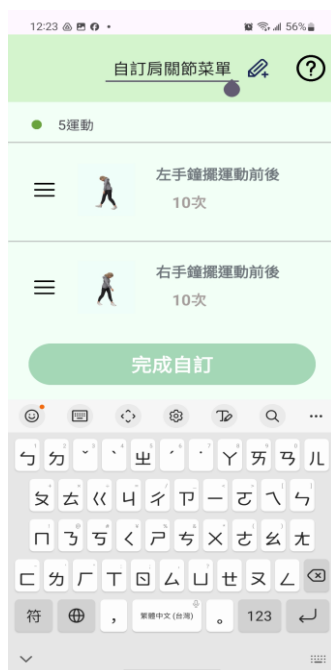 12:23
56%
自訂肩關節菜單
5運動
左手鐘擺運動前後
10次
右手鐘擺運動前後
10次
完成自訂
ㄅ ㄉ ˇ ˋ ㄓ ˊ ˙ ㄚ ㄞ ㄢ ㄦ
ㄆ ㄊ ㄍ ㄐ ㄔ ㄗ ㄧ ㄛ ㄟ ㄣ
ㄇ ㄋ ㄎ ㄑ ㄕ ㄘ ㄨ ㄜ ㄠ ㄤ
ㄈ ㄌ ㄏ ㄒ ㄖ ㄙ ㄩ ㄝ ㄡ ㄥ
符 , 繁體中文 (台灣) 。 123